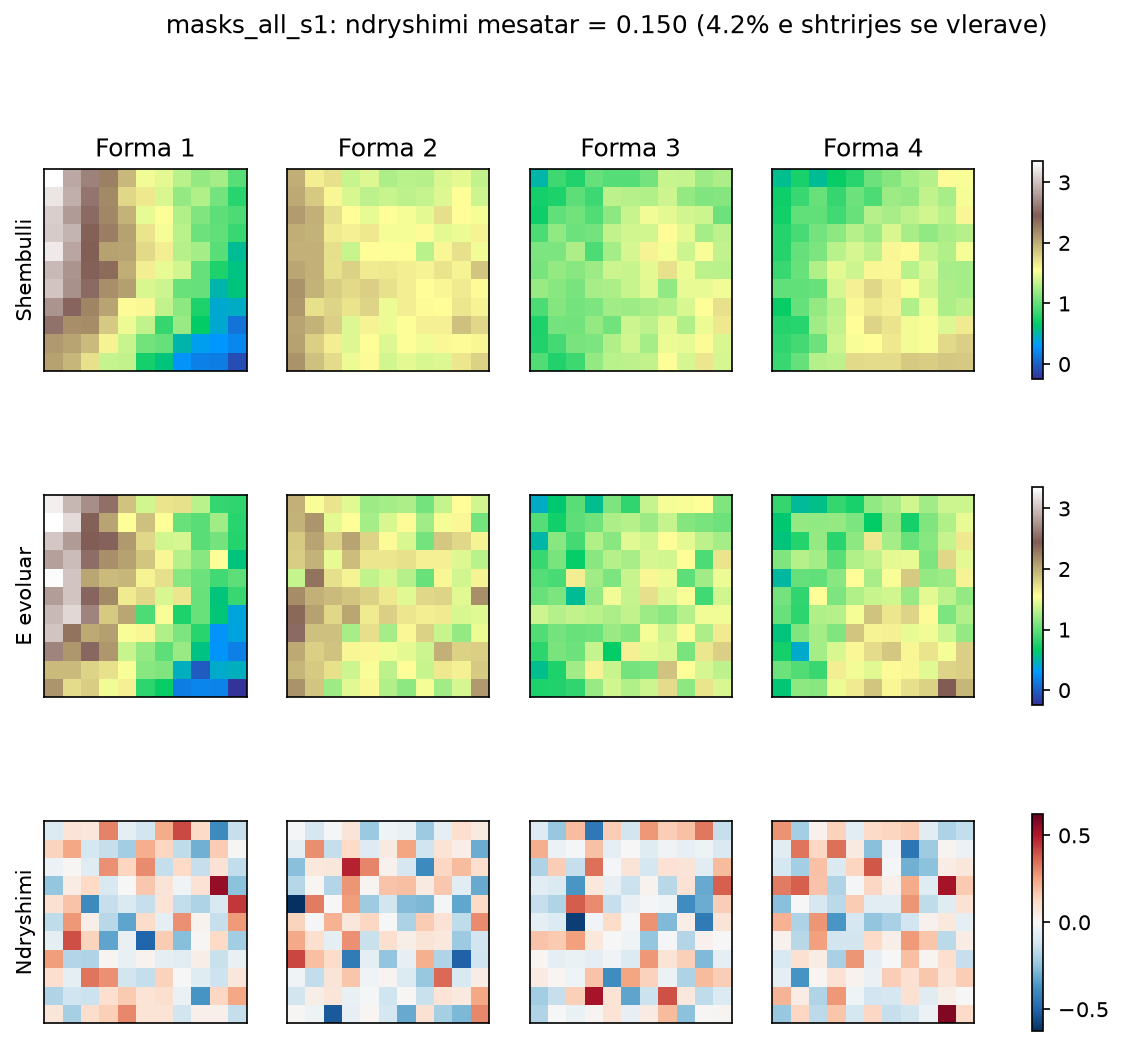 masks_all_s1: ndryshimi mesatar = 0.150 (4.2% e shtrirjes se vlerave)
Forma 1
Forma 2
Forma 3
Forma 4
Shembulli
3
2
1
0
E evoluar
3
2
1
0
Ndryshimi
0.5
0.0
−0.5